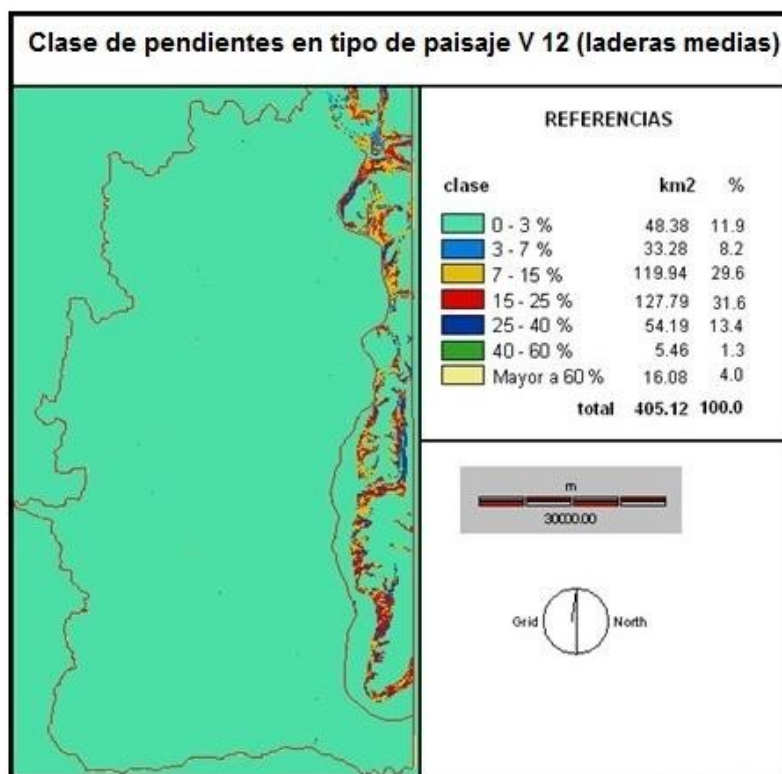 Clase de pendientes en tipo de paisaje V 12 (laderas medias)
REFERENCIAS
clase km2 %
0 - 3 % 48.38 11.9
3 - 7 % 33.28 8.2
7 - 15 % 119.94 29.6
15 - 25 % 127.79 31.6
25 - 40 % 54.19 13.4
40 - 60 % 5.46 1.3
Mayor a 60 % 16.08 4.0
total 405.12 100.0
m
30000.00
Grid North